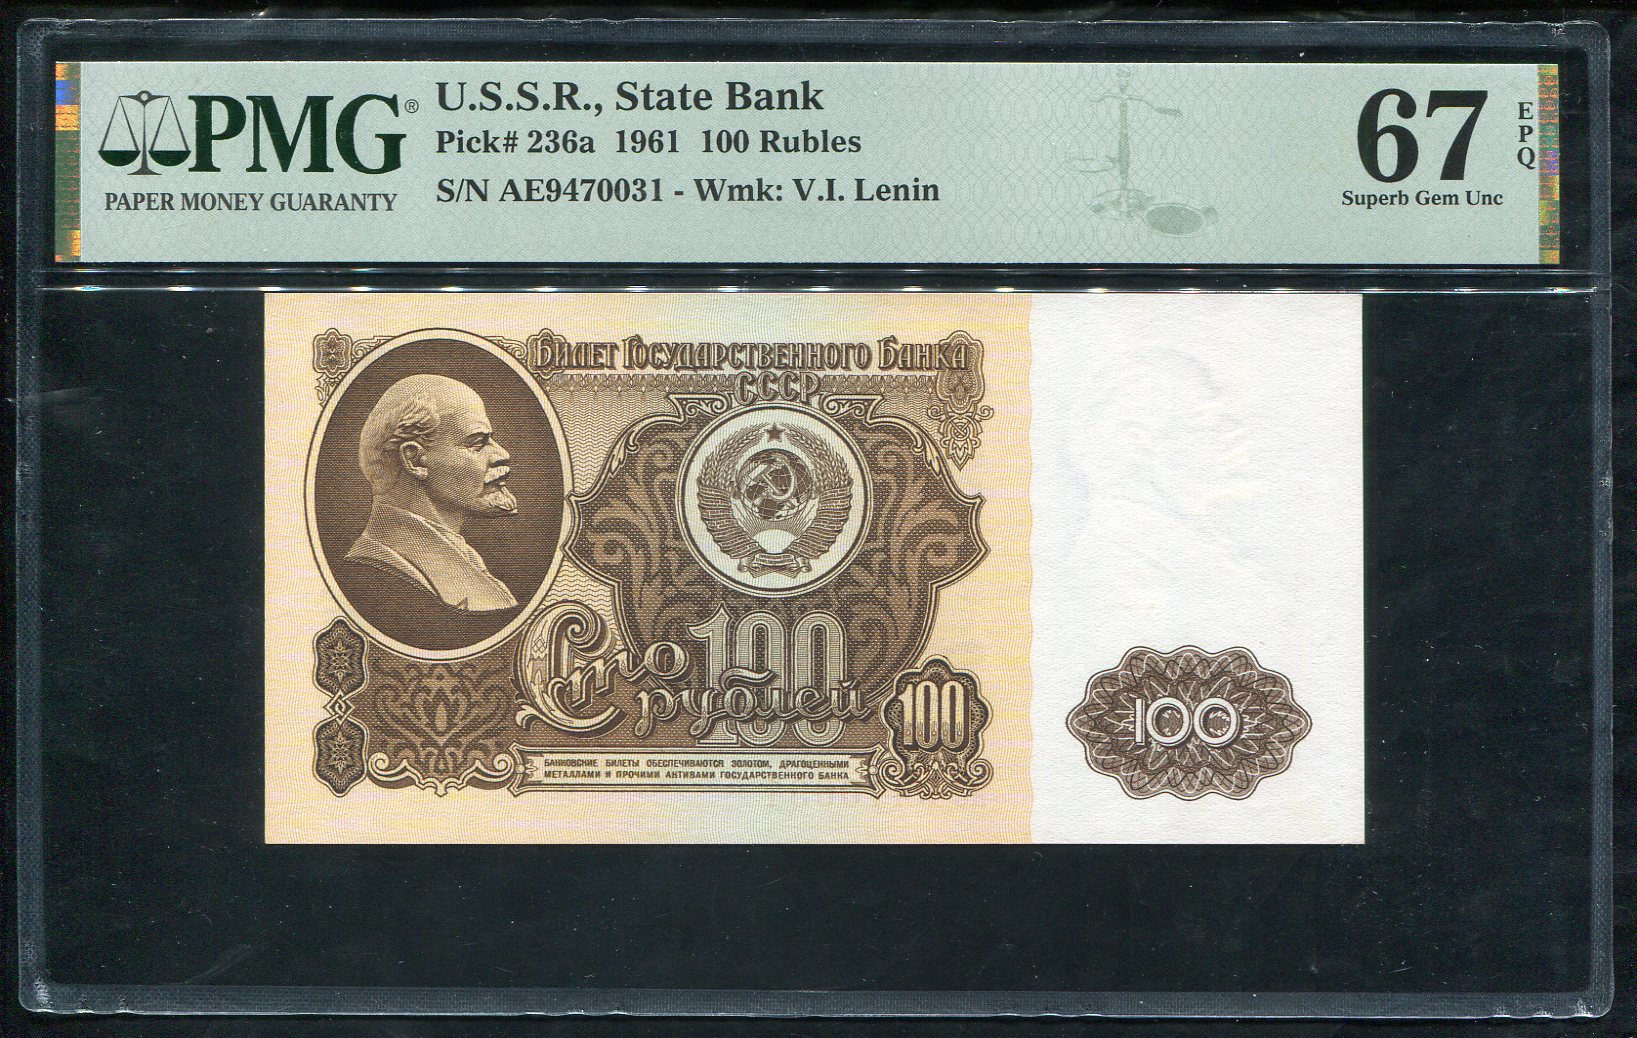 PMG®
PAPER MONEY GUARANTY
U.S.S.R., State Bank
Pick# 236a 1961 100 Rubles
S/N AE9470031 - Wmk: V.I. Lenin
67
EPQ
Superb Gem Unc
Билет Государственного Банка
СССР
100
Сто
рублей
100
100
БАНКОВСКИЕ БИЛЕТЫ ОБЕСПЕЧИВАЮТСЯ ЗОЛОТОМ, ДРАГОЦЕННЫМИ
МЕТАЛЛАМИ И ПРОЧИМИ АКТИВАМИ ГОСУДАРСТВЕННОГО БАНКА